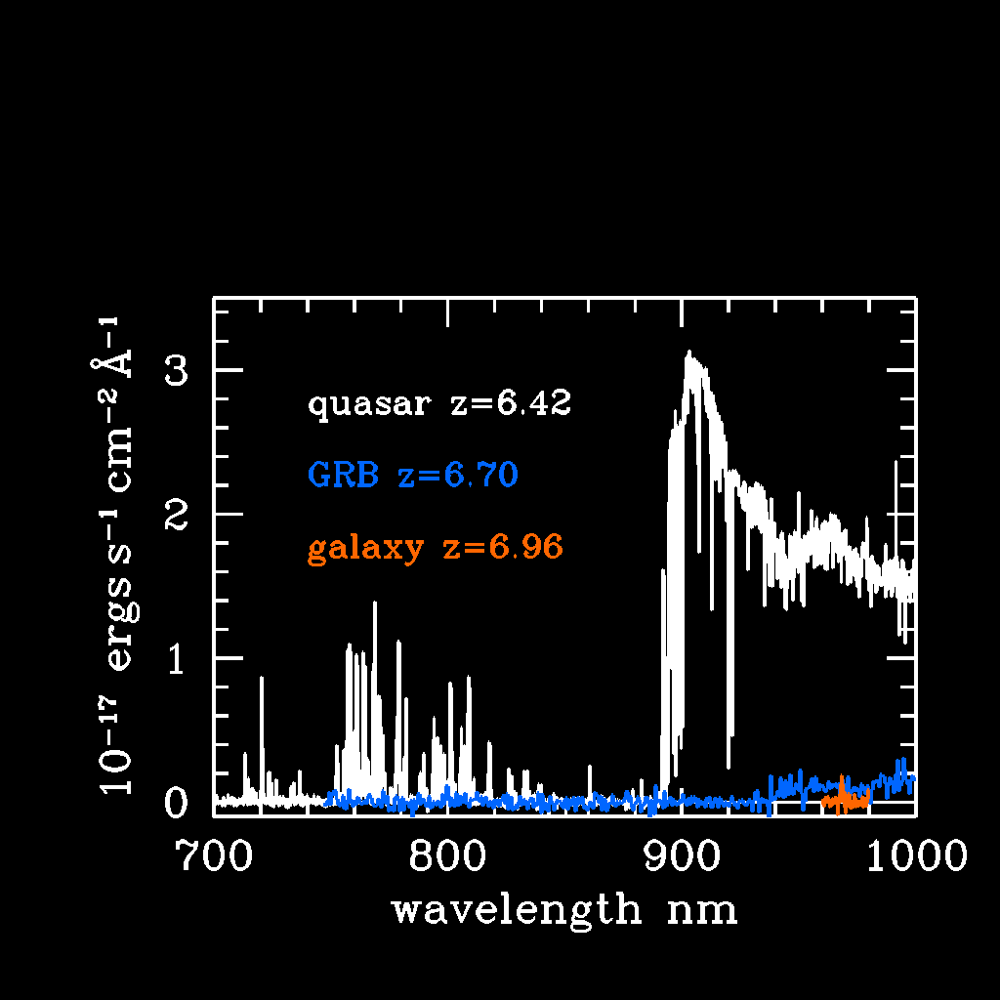 10⁻¹⁷ ergs s⁻¹ cm⁻² Å⁻¹
3
2
1
0
quasar z=6.42
GRB z=6.70
galaxy z=6.96
700 800 900 1000
wavelength nm